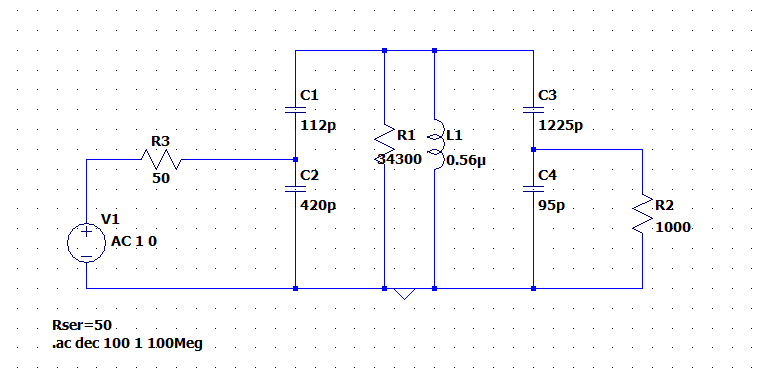 C1
112p
C3
1225p
R3
50
R1
34300
L1
0.56µ
C2
420p
C4
95p
R2
1000
V1
AC 1 0
Rser=50
.ac dec 100 1 100Meg